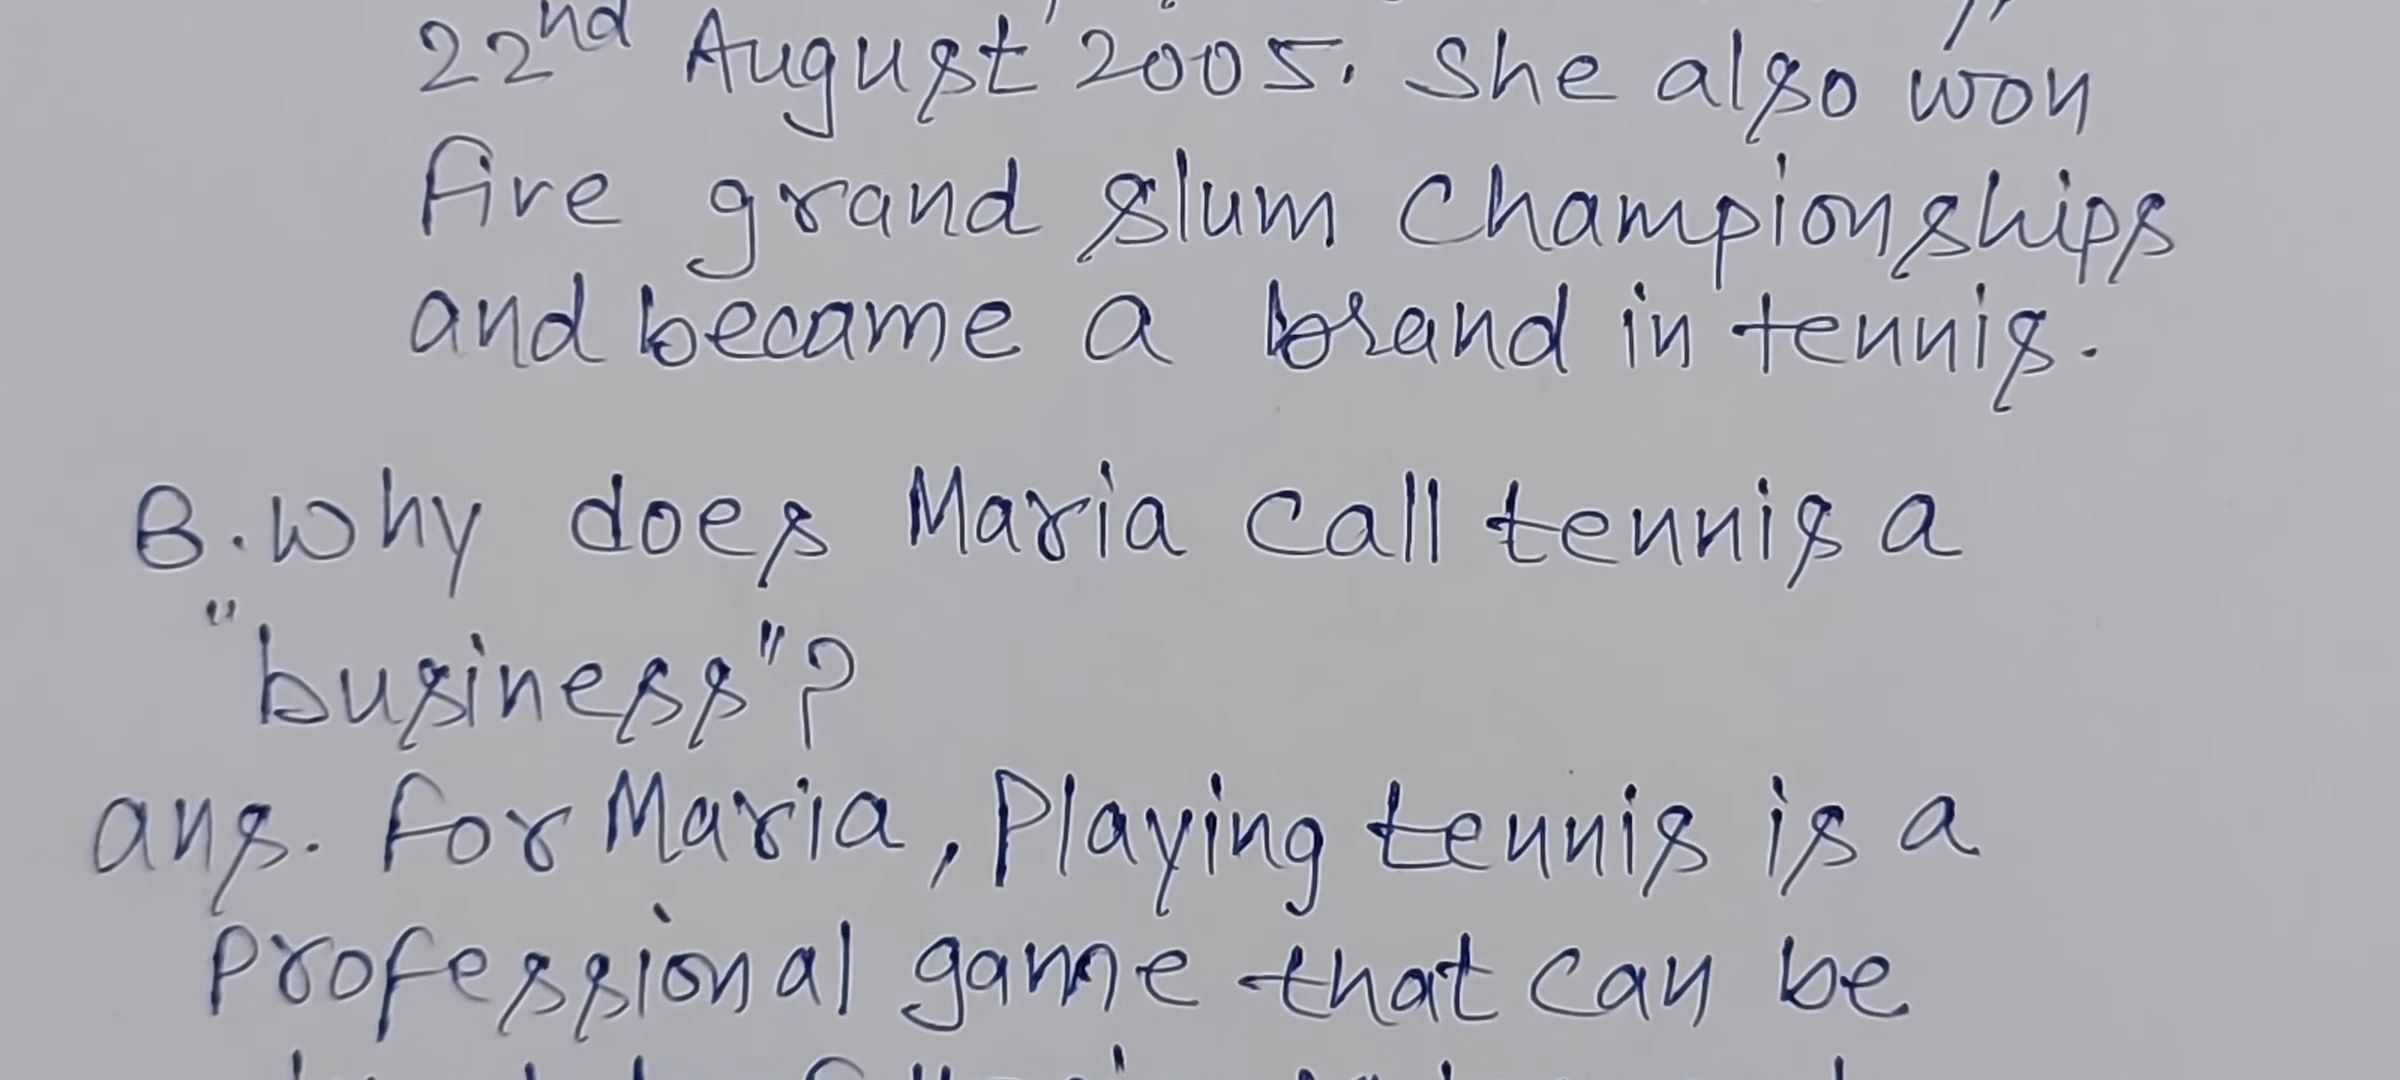 22nd August 2005. She also won
five grand slum Championships
and became a brand in tennis.
B. Why does Maria call tennis a
"business"?
ans. For Maria, Playing tennis is a
Professional game that can be